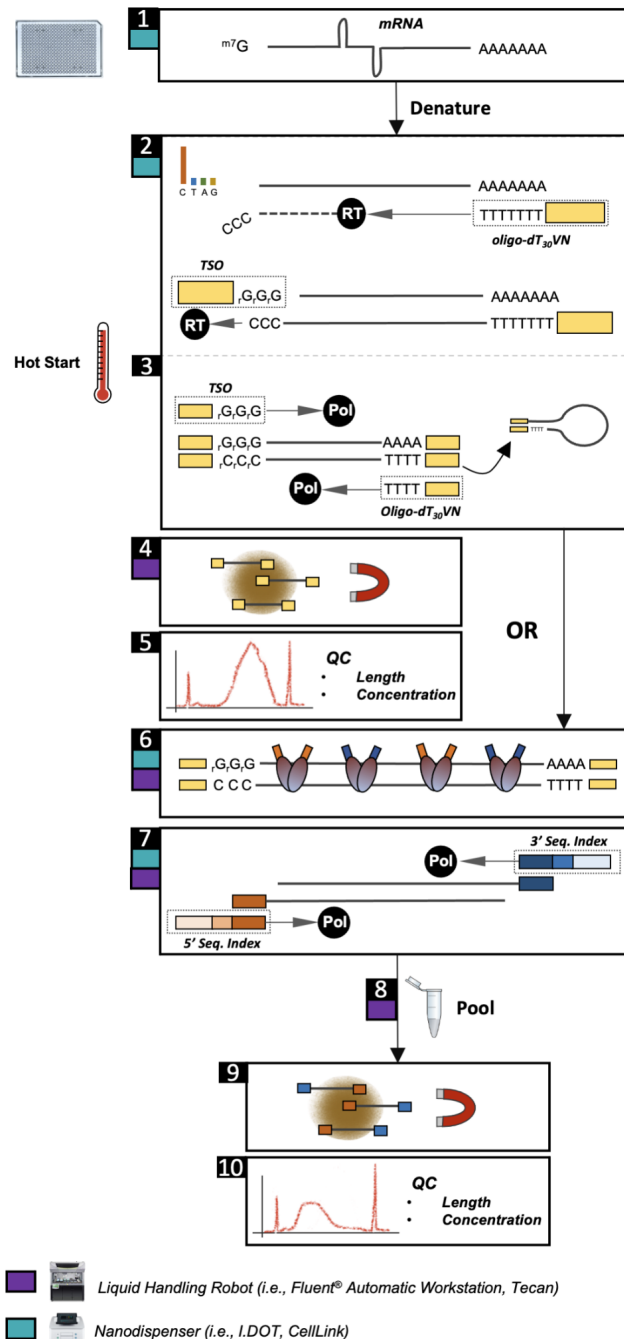 1
mRNA
m7G
AAAAAAA
Denature
2
C T A G
AAAAAAA
CCC
RT
TTTTTTT
oligo-dT30VN
TSO
rGrGrG
AAAAAAA
RT
CCC
TTTTTTT
Hot Start
3
TSO
rGrGrG
Pol
rGrGrG
AAAA
rCrCrC
TTTT
TTTT
Pol
TTTT
Oligo-dT30VN
4
OR
5
QC
• Length
• Concentration
6
rGrGrG
AAAA
CCC
TTTT
7
3’ Seq. Index
Pol
Pol
5’ Seq. Index
8
Pool
9
10
QC
• Length
• Concentration
Liquid Handling Robot (i.e., Fluent® Automatic Workstation, Tecan)
Nanodispenser (i.e., I.DOT, CellLink)